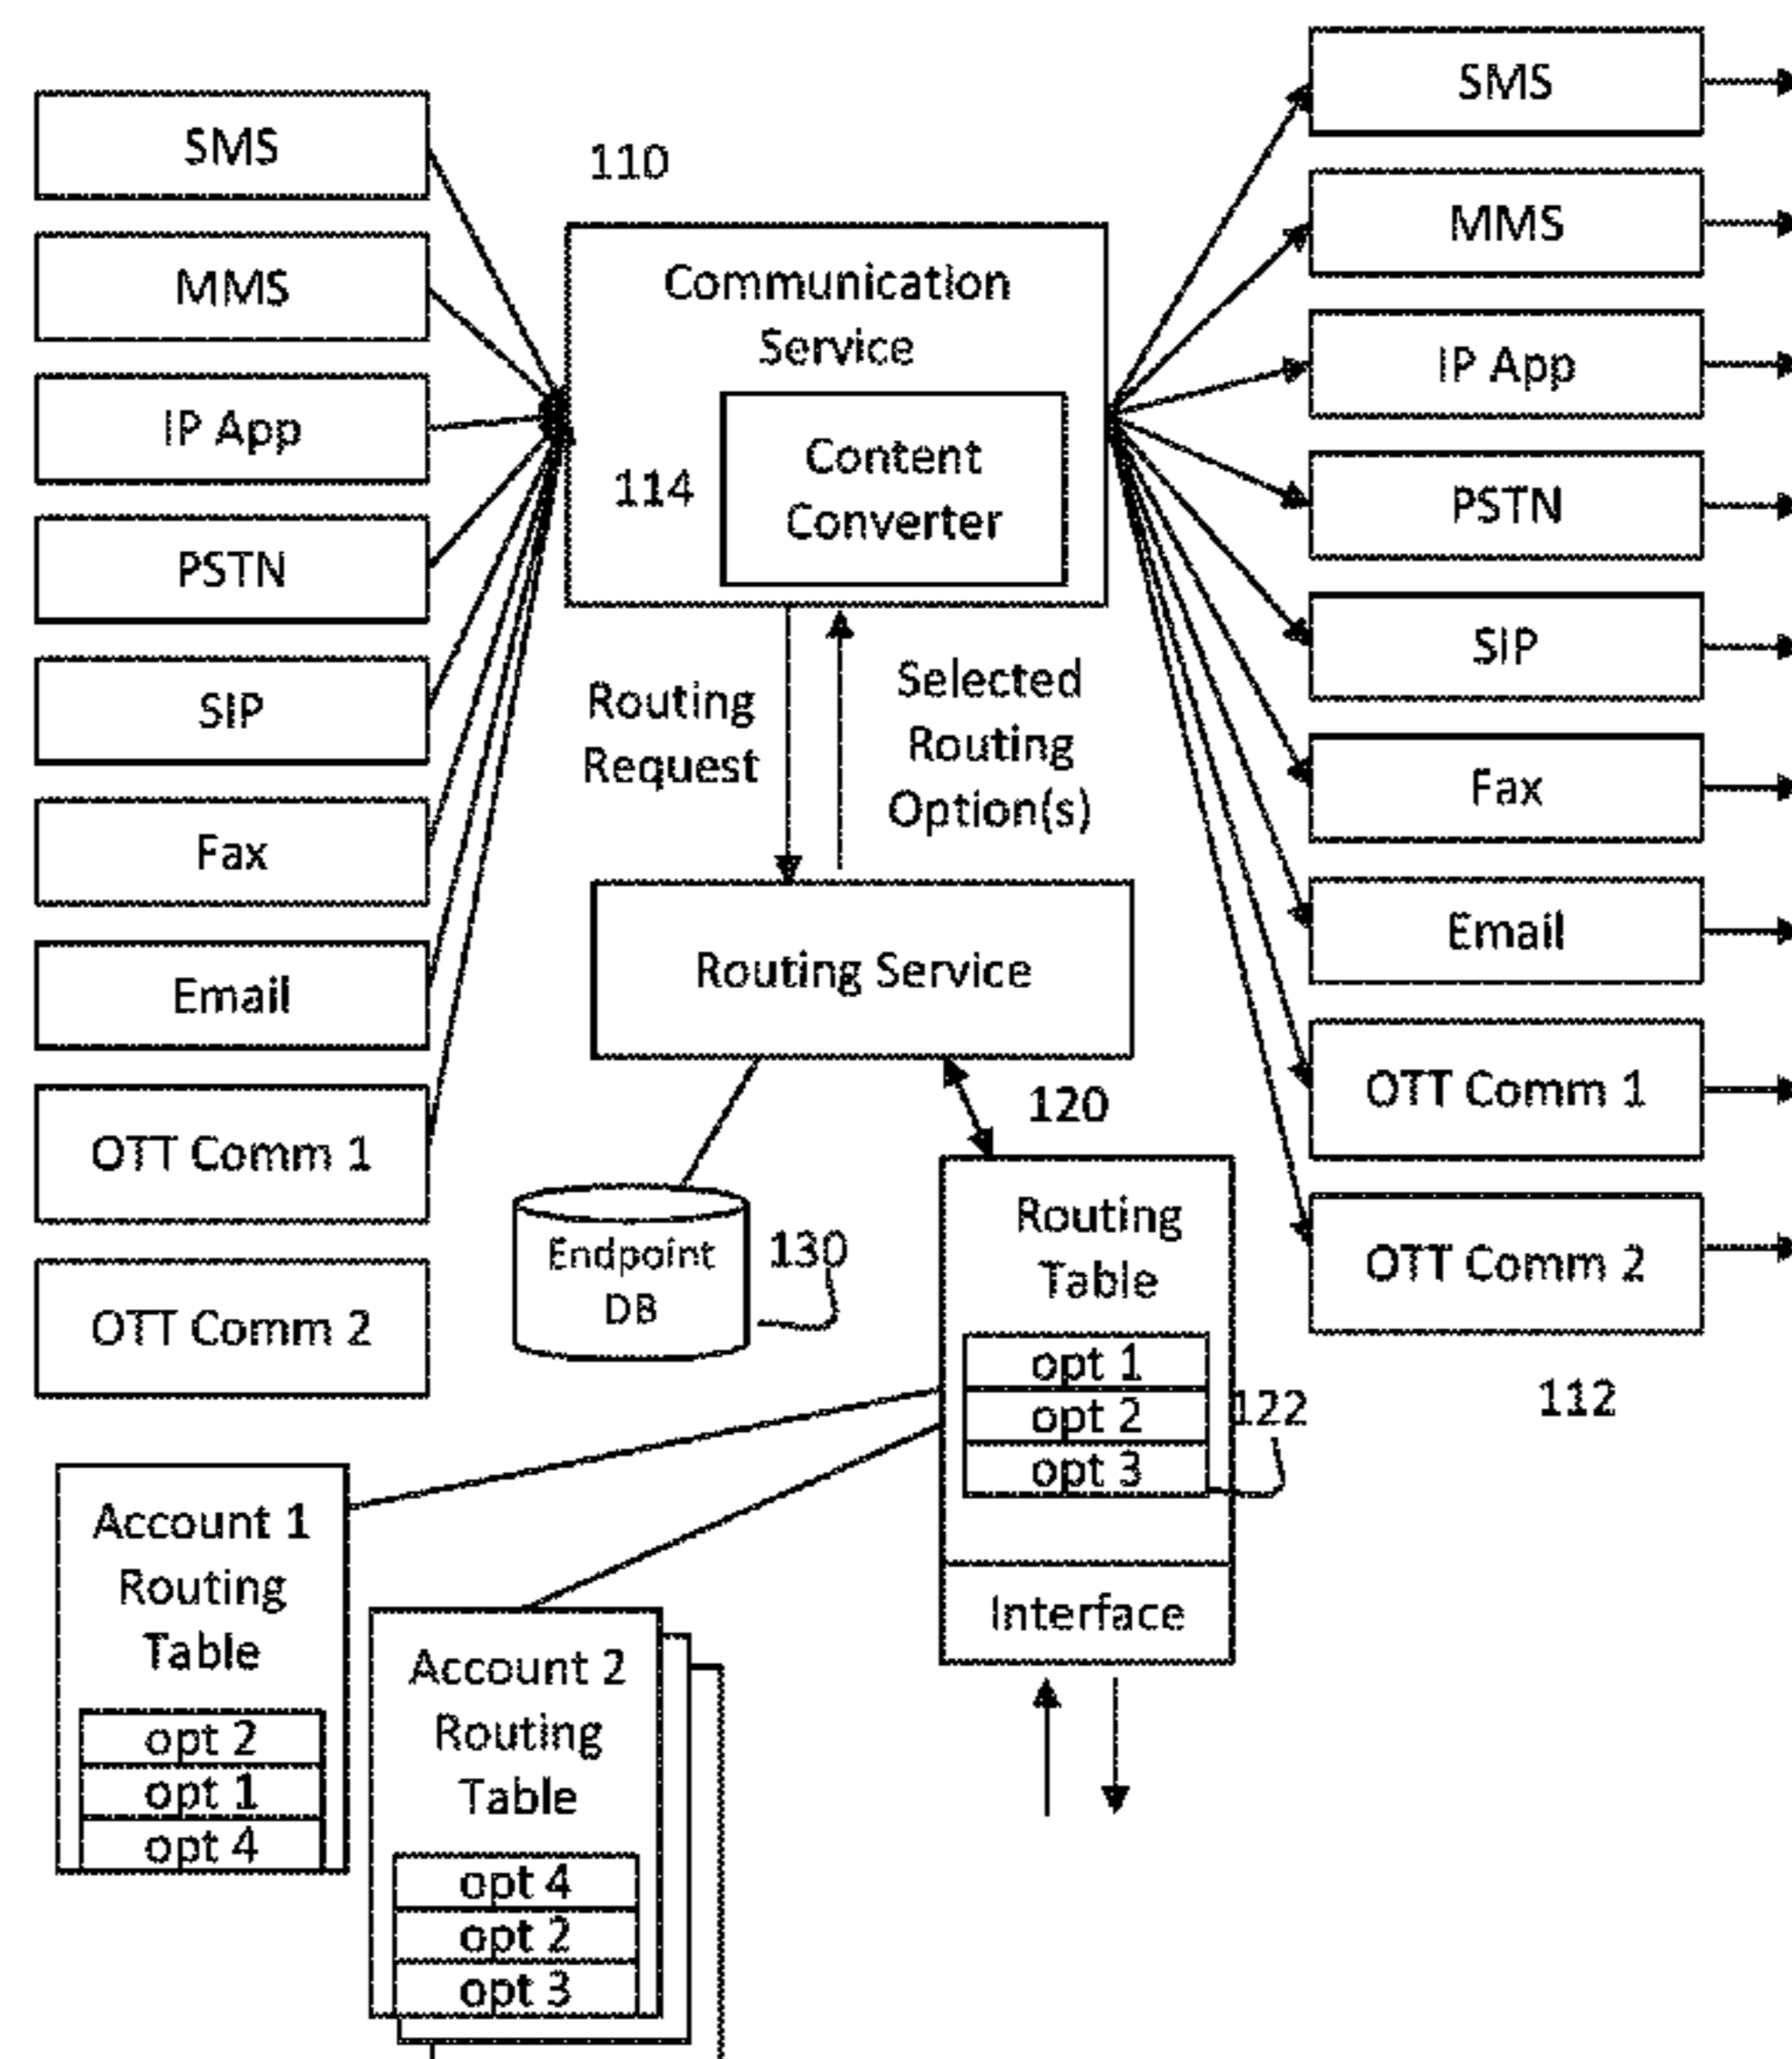 SMS
MMS
IP App
PSTN
SIP
Fax
Email
OTT Comm 1
OTT Comm 2
110
Communication
Service
114
Content
Converter
Routing
Request
Selected
Routing
Option(s)
Routing Service
120
Endpoint
DB
130
Routing
Table
opt 1
opt 2
opt 3
122
Interface
Account 1
Routing
Table
opt 2
opt 1
opt 4
Account 2
Routing
Table
opt 4
opt 2
opt 3
SMS
MMS
IP App
PSTN
SIP
Fax
Email
OTT Comm 1
OTT Comm 2
112